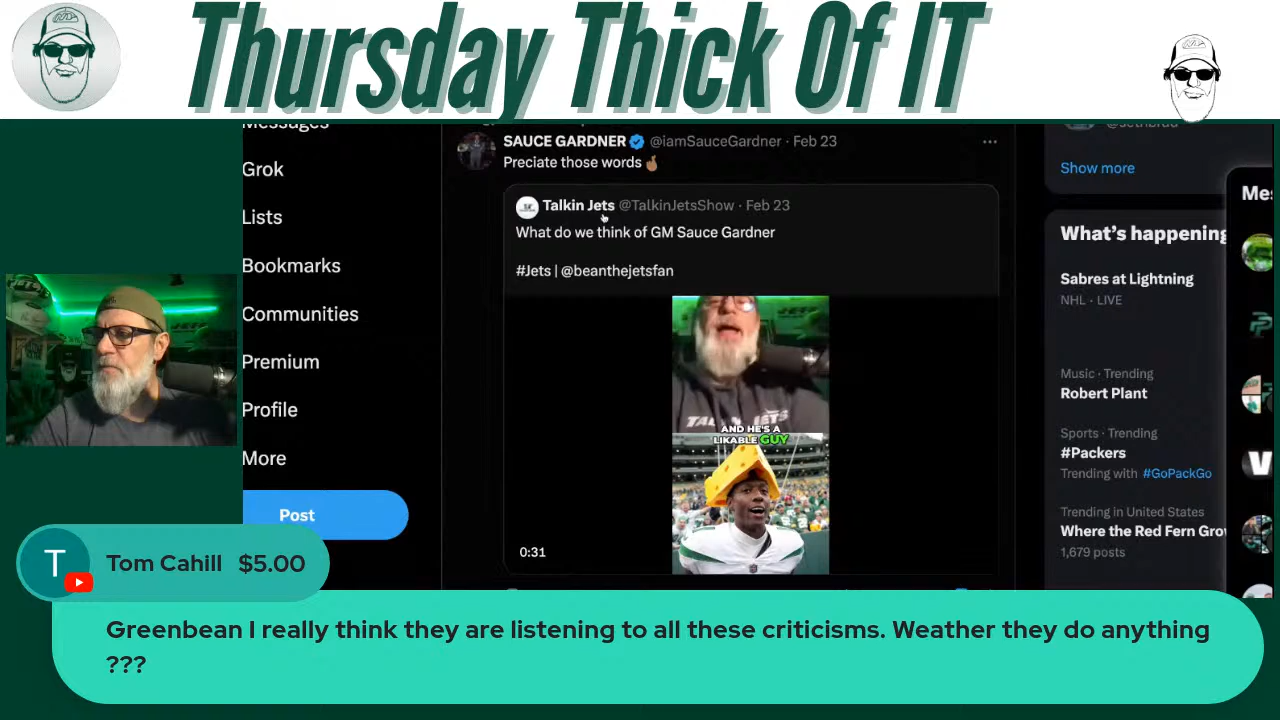 Thursday Thick Of IT
Messages
Grok
Lists
Bookmarks
Communities
Premium
Profile
More
Post
SAUCE GARDNER @iamSauceGardner · Feb 23
Preciate those words
Talkin Jets @TalkinJetsShow · Feb 23
What do we think of GM Sauce Gardner
#Jets | @beanthejetsfan
AND HE'S A
LIKABLE GUY
0:31
Show more
What's happening
Sabres at Lightning
NHL · LIVE
Music · Trending
Robert Plant
Sports · Trending
#Packers
Trending with #GoPackGo
Trending in United States
Where the Red Fern Gro
1,679 posts
Mes
T
Tom Cahill $5.00
Greenbean I really think they are listening to all these criticisms. Weather they do anything
???